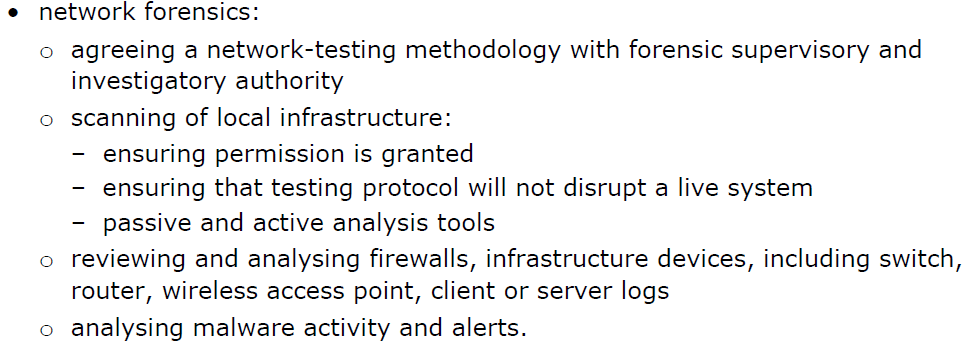 • network forensics:
o agreeing a network-testing methodology with forensic supervisory and
investigatory authority
o scanning of local infrastructure:
– ensuring permission is granted
– ensuring that testing protocol will not disrupt a live system
– passive and active analysis tools
o reviewing and analysing firewalls, infrastructure devices, including switch,
router, wireless access point, client or server logs
o analysing malware activity and alerts.